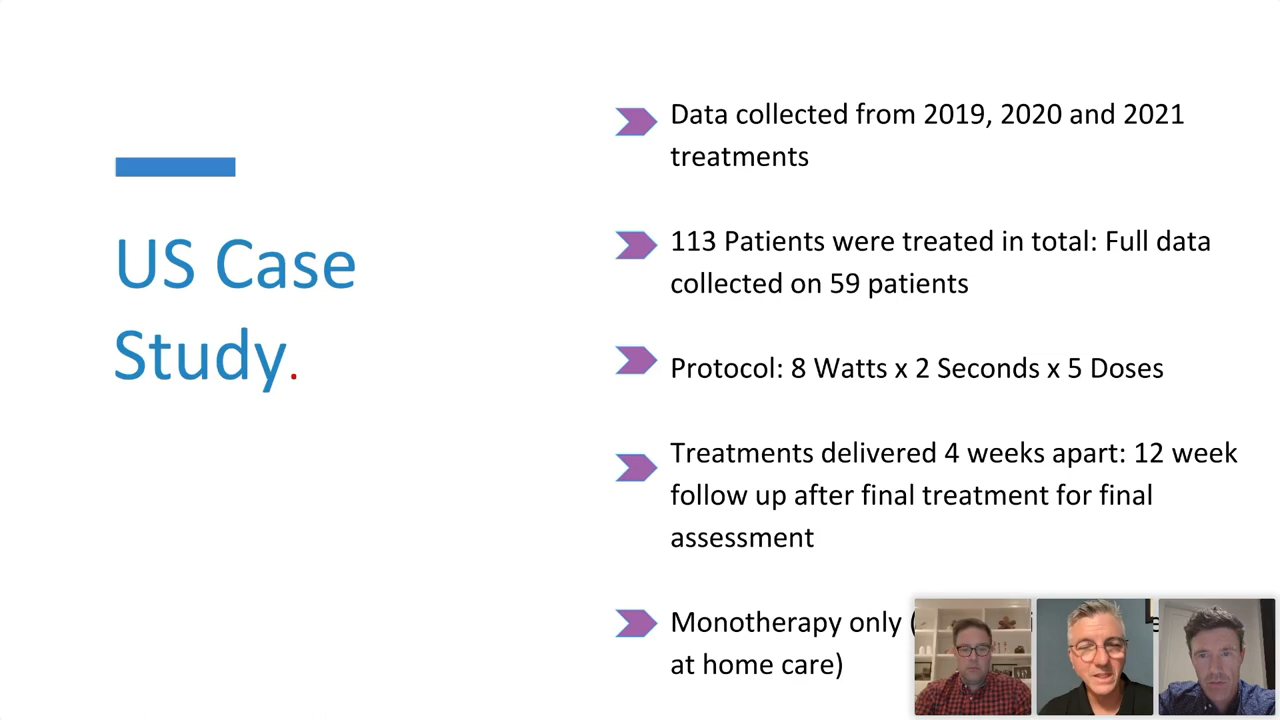 US Case
Study.
Data collected from 2019, 2020 and 2021
treatments
113 Patients were treated in total: Full data
collected on 59 patients
Protocol: 8 Watts x 2 Seconds x 5 Doses
Treatments delivered 4 weeks apart: 12 week
follow up after final treatment for final
assessment
Monotherapy only (
at home care)